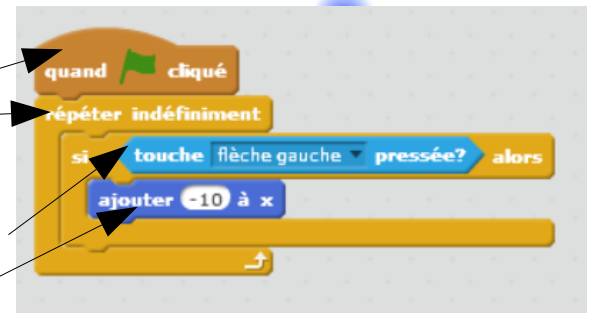 quand cliqué
répéter indéfiniment
si touche flèche gauche pressée? alors
ajouter -10 à x